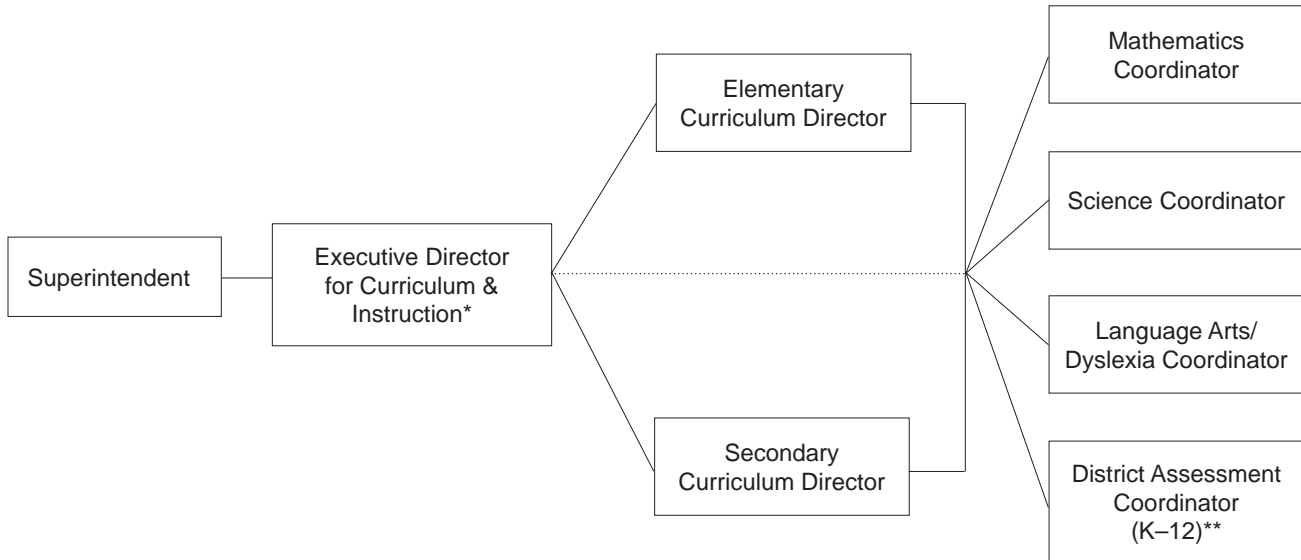 Superintendent
Executive Director
for Curriculum &
Instruction*
Elementary
Curriculum Director
Secondary
Curriculum Director
Mathematics
Coordinator
Science Coordinator
Language Arts/
Dyslexia Coordinator
District Assessment
Coordinator
(K–12)**